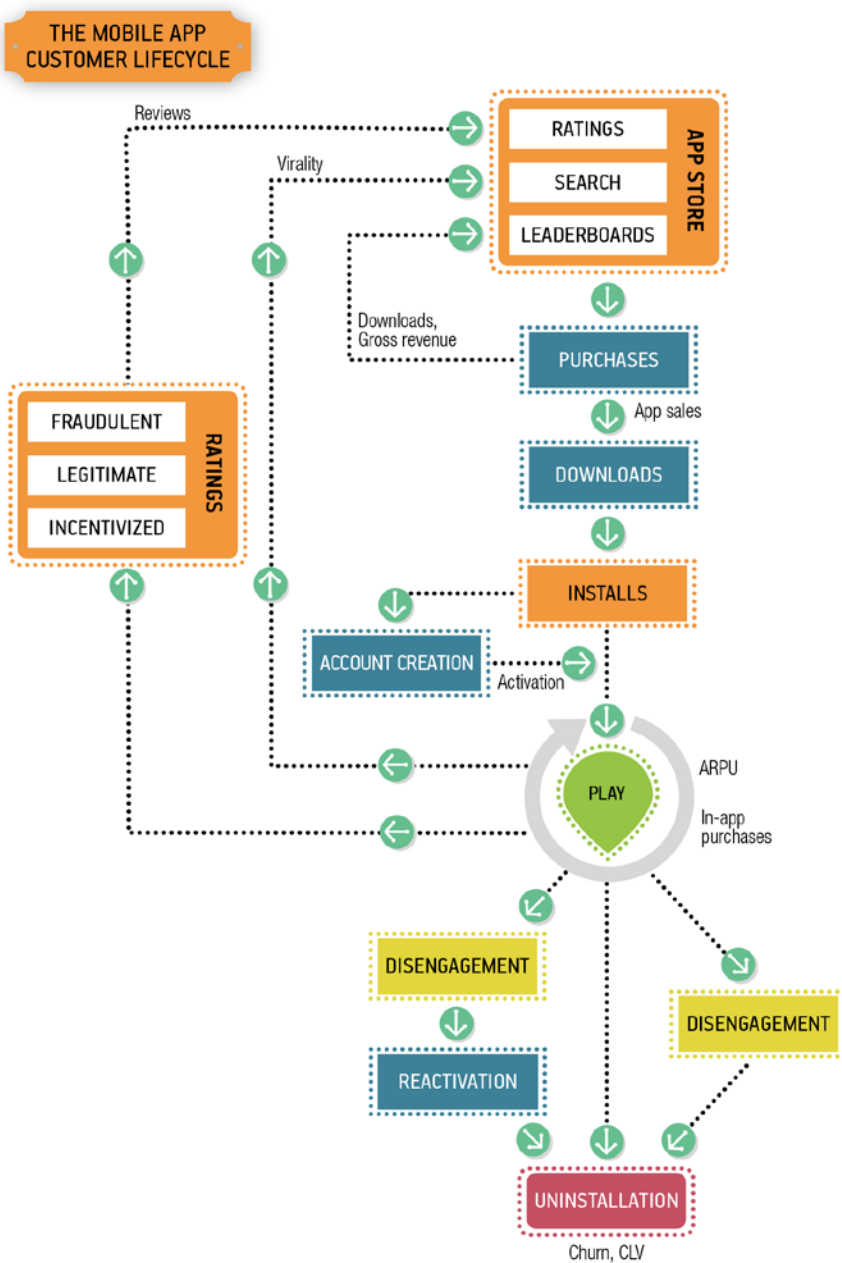 THE MOBILE APP
CUSTOMER LIFECYCLE
Reviews
RATINGS
Virality
SEARCH
LEADERBOARDS
APP STORE
Downloads,
Gross revenue
PURCHASES
App sales
FRAUDULENT
LEGITIMATE
INCENTIVIZED
RATINGS
DOWNLOADS
INSTALLS
ACCOUNT CREATION
Activation
PLAY
ARPU
In-app
purchases
DISENGAGEMENT
DISENGAGEMENT
REACTIVATION
UNINSTALLATION
Churn, CLV